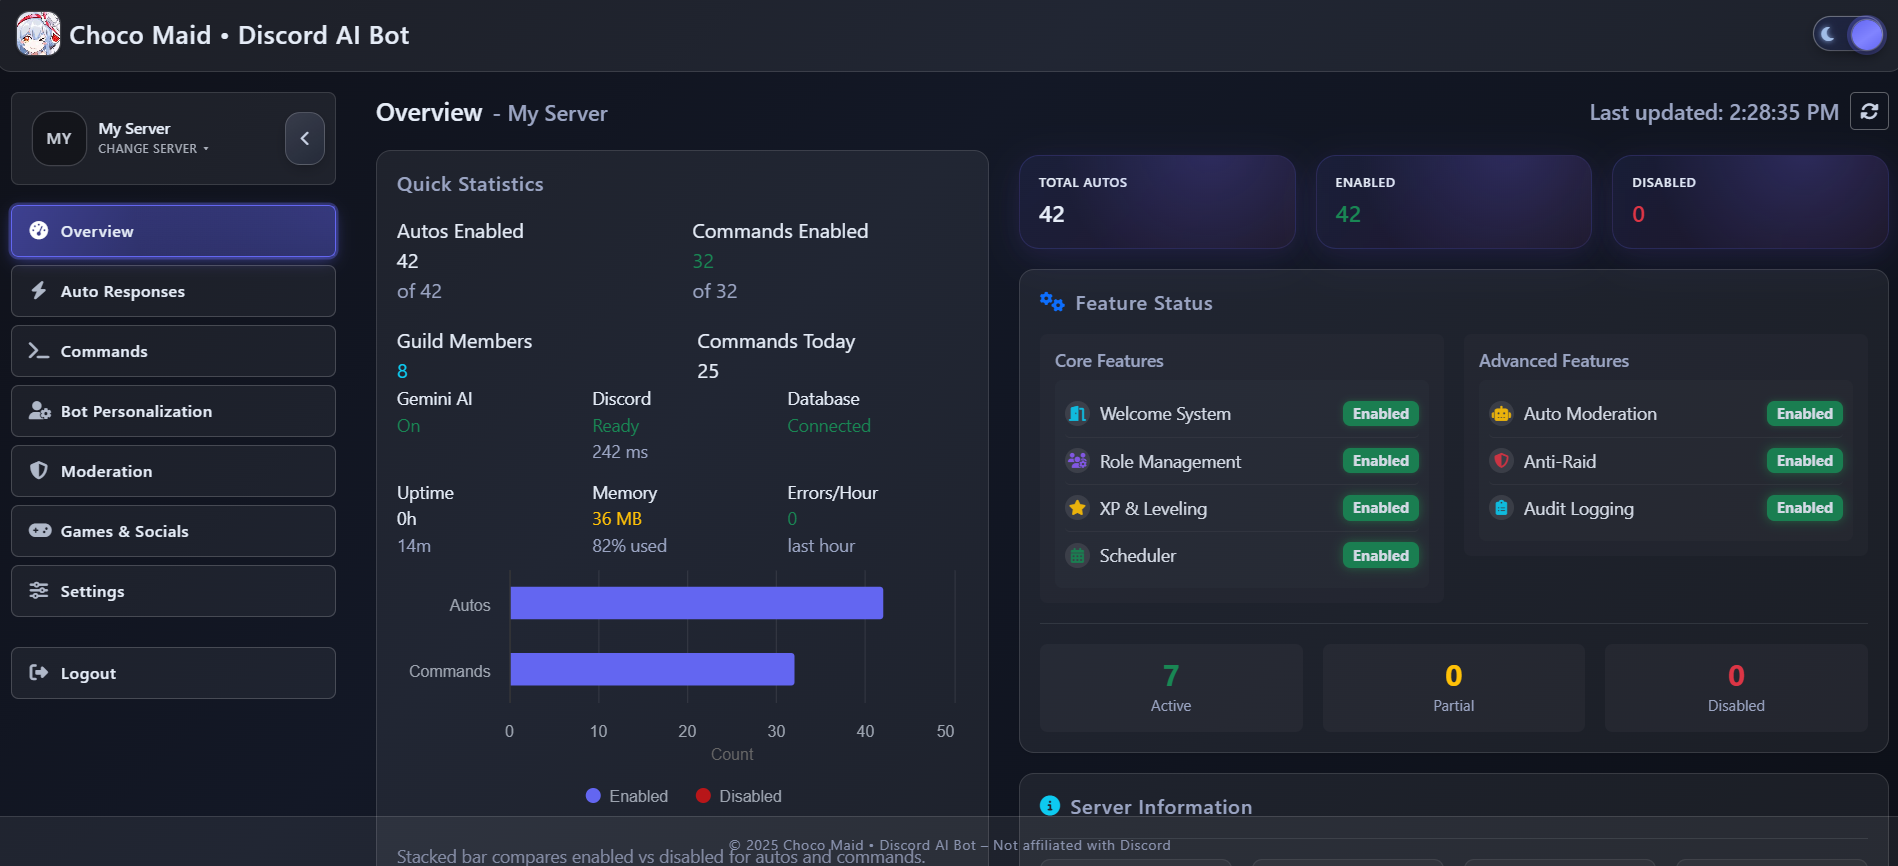 Choco Maid • Discord AI Bot
MY
My Server
CHANGE SERVER
Overview
Auto Responses
Commands
Bot Personalization
Moderation
Games & Socials
Settings
Logout
Overview - My Server
Last updated: 2:28:35 PM
Quick Statistics
Autos Enabled
42
of 42
Commands Enabled
32
of 32
Guild Members
8
Commands Today
25
Gemini AI
On
Discord
Ready
242 ms
Database
Connected
Uptime
0h
14m
Memory
36 MB
82% used
Errors/Hour
0
last hour
Autos
Commands
0 10 20 30 40 50
Count
Enabled Disabled
Stacked bar compares enabled vs disabled for autos and commands.
TOTAL AUTOS
42
ENABLED
42
DISABLED
0
Feature Status
Core Features
Welcome System Enabled
Role Management Enabled
XP & Leveling Enabled
Scheduler Enabled
Advanced Features
Auto Moderation Enabled
Anti-Raid Enabled
Audit Logging Enabled
7
Active
0
Partial
0
Disabled
Server Information
© 2025 Choco Maid • Discord AI Bot – Not affiliated with Discord